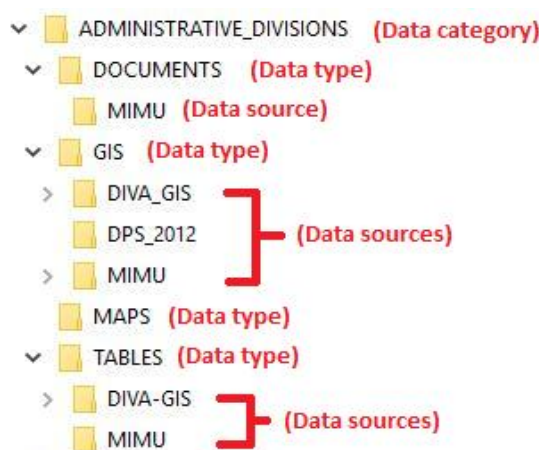 ADMINISTRATIVE_DIVISIONS (Data category)
DOCUMENTS (Data type)
MIMU (Data source)
GIS (Data type)
DIVA_GIS
DPS_2012 (Data sources)
MIMU
MAPS (Data type)
TABLES (Data type)
DIVA-GIS
(Data sources)
MIMU